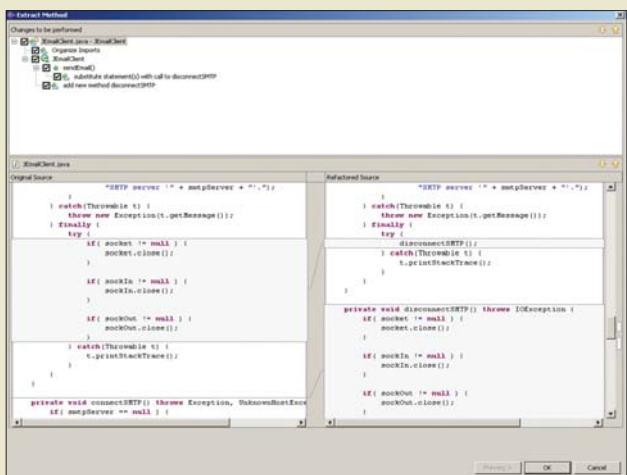 Extract Method
Changes to be performed
JEmailClient.java - JEmailClient
Organize Imports
JEmailClient
sendEmail()
substitute statement(s) with call to disconnectSMTP
add new method disconnectSMTP
JEmailClient.java
Original Source
"SMTP server '" + smtpServer + "'.");
}
} catch(Throwable t) {
throw new Exception(t.getMessage());
} finally {
try {
if( socket != null ) {
socket.close();
}
if( sockIn != null ) {
sockIn.close();
}
if( sockOut != null ) {
sockOut.close();
}
} catch(Throwable t) {
t.printStackTrace();
}
}
}
private void connectSMTP() throws Exception, UnknownHostExce
if( smtpServer == null ) {
Refactored Source
"SMTP server '" + smtpServer + "'.");
}
} catch(Throwable t) {
throw new Exception(t.getMessage());
} finally {
try {
disconnectSMTP();
} catch(Throwable t) {
t.printStackTrace();
}
}
}
private void disconnectSMTP() throws IOException {
if( socket != null ) {
socket.close();
}
if( sockIn != null ) {
sockIn.close();
}
if( sockOut != null ) {
sockOut.close();
}
OK
Cancel